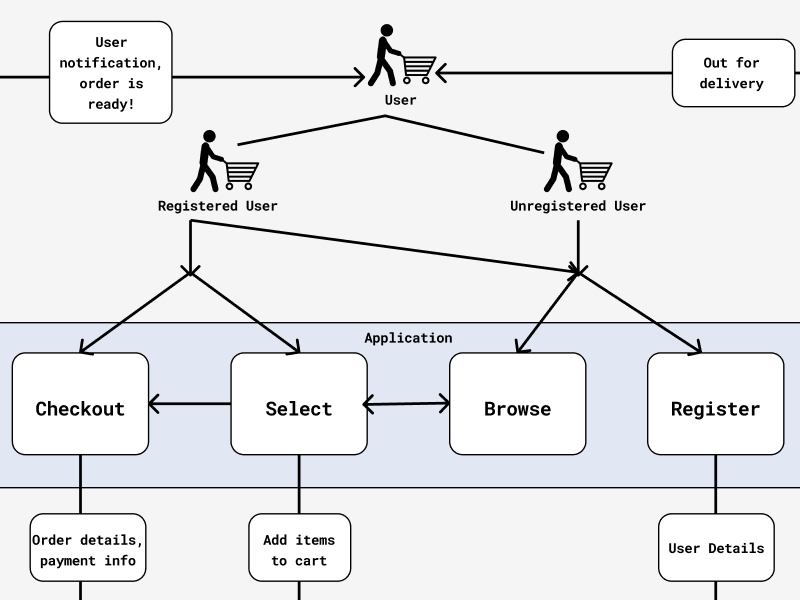 User
notification,
order is
ready!
User
Out for
delivery
Registered User
Unregistered User
Application
Checkout
Select
Browse
Register
Order details,
payment info
Add items
to cart
User Details